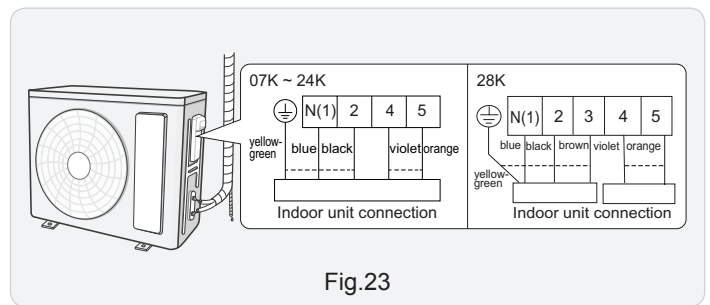 07K ~ 24K
N(1) 2 4 5
yellow-
green
blue black violet orange
Indoor unit connection
28K
N(1) 2 3 4 5
blue black brown violet orange
yellow-
green
Indoor unit connection
Fig.23